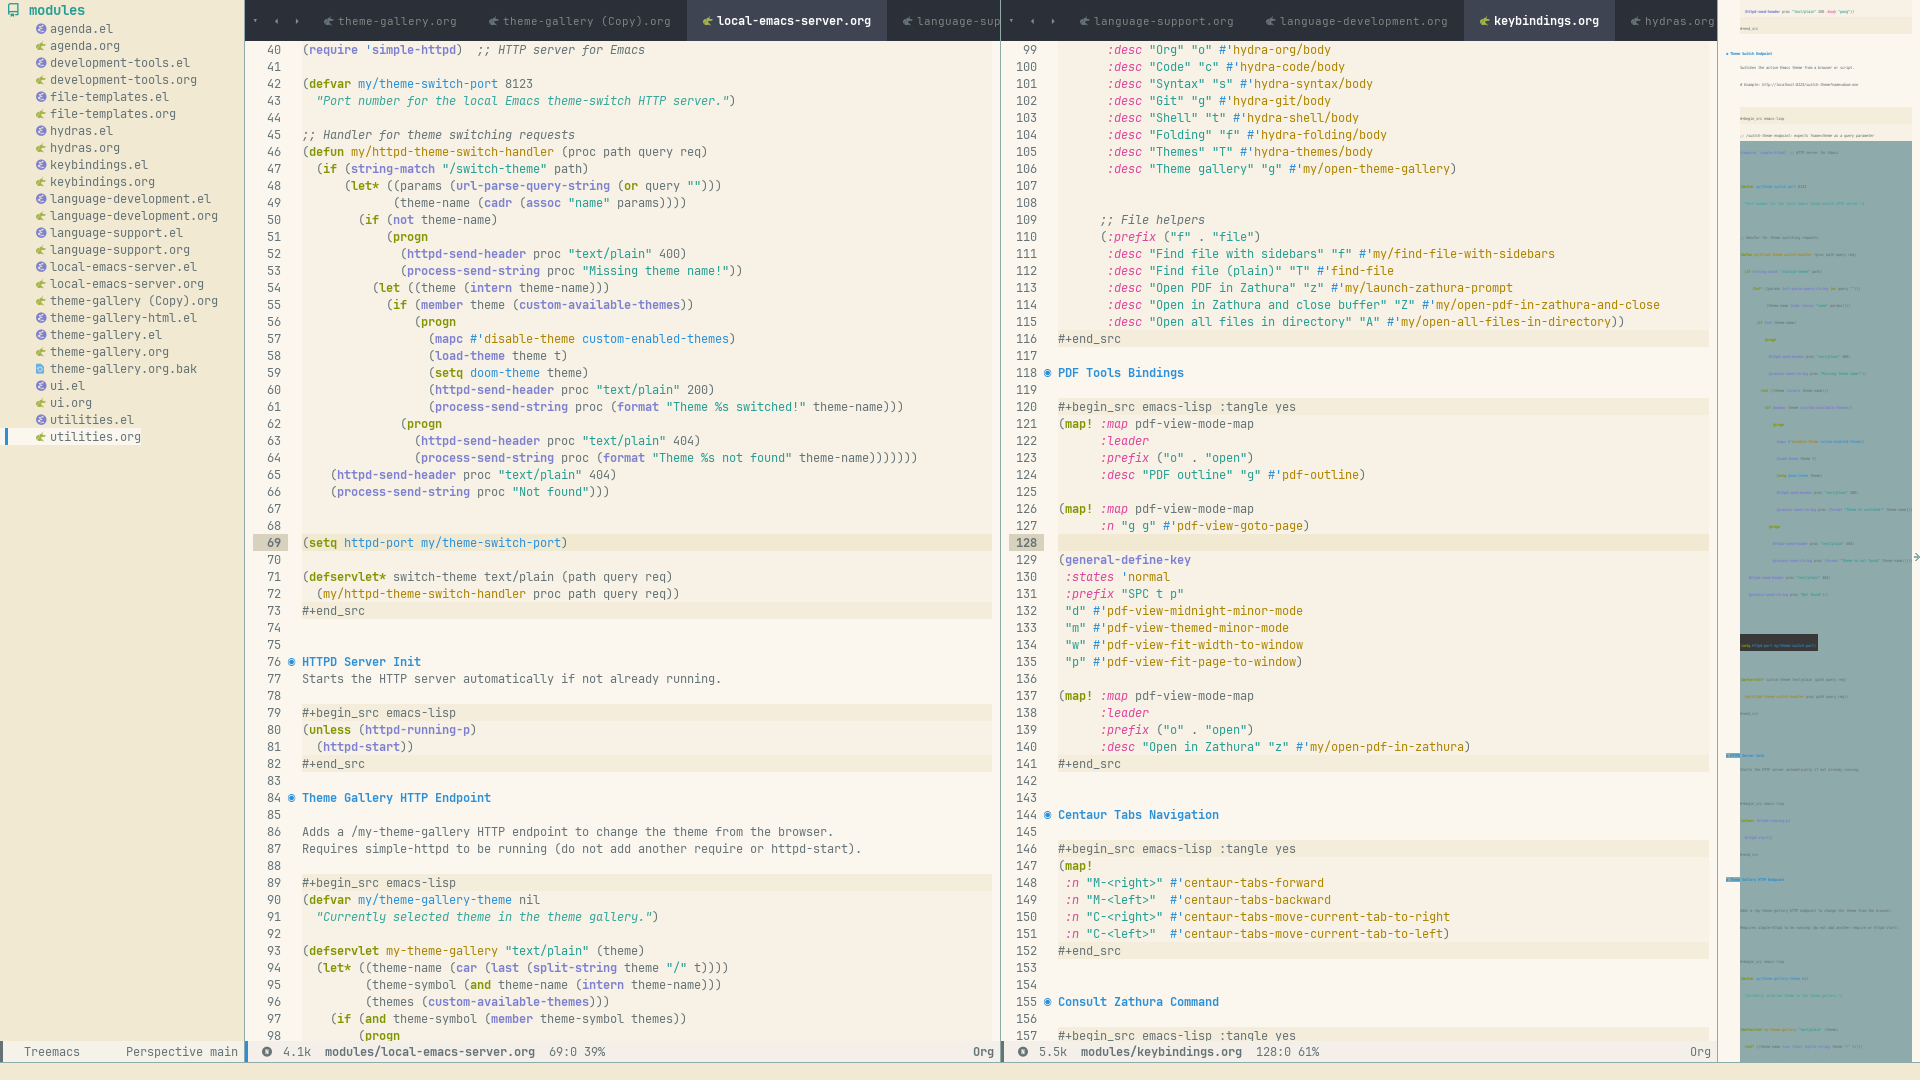 modules
agenda.el
agenda.org
development-tools.el
development-tools.org
file-templates.el
file-templates.org
hydras.el
hydras.org
keybindings.el
keybindings.org
language-development.el
language-development.org
language-support.el
language-support.org
local-emacs-server.el
local-emacs-server.org
theme-gallery (Copy).org
theme-gallery-html.el
theme-gallery.el
theme-gallery.org
theme-gallery.org.bak
ui.el
ui.org
utilities.el
utilities.org
Treemacs Perspective main
theme-gallery.org theme-gallery (Copy).org local-emacs-server.org language-sup
40 (require 'simple-httpd)  ;; HTTP server for Emacs
41
42 (defvar my/theme-switch-port 8123
43   "Port number for the local Emacs theme-switch HTTP server.")
44
45 ;; Handler for theme switching requests
46 (defun my/httpd-theme-switch-handler (proc path query req)
47   (if (string-match "/switch-theme" path)
48       (let* ((params (url-parse-query-string (or query "")))
49              (theme-name (cadr (assoc "name" params))))
50         (if (not theme-name)
51             (progn
52               (httpd-send-header proc "text/plain" 400)
53               (process-send-string proc "Missing theme name!"))
54           (let ((theme (intern theme-name)))
55             (if (member theme (custom-available-themes))
56                 (progn
57                   (mapc #'disable-theme custom-enabled-themes)
58                   (load-theme theme t)
59                   (setq doom-theme theme)
60                   (httpd-send-header proc "text/plain" 200)
61                   (process-send-string proc (format "Theme %s switched!" theme-name)))
62               (progn
63                 (httpd-send-header proc "text/plain" 404)
64                 (process-send-string proc (format "Theme %s not found" theme-name)))))))
65     (httpd-send-header proc "text/plain" 404)
66     (process-send-string proc "Not found")))
67
68
69 (setq httpd-port my/theme-switch-port)
70
71 (defservlet* switch-theme text/plain (path query req)
72   (my/httpd-theme-switch-handler proc path query req))
73 #+end_src
74
75
76 ◉ HTTPD Server Init
77 Starts the HTTP server automatically if not already running.
78
79 #+begin_src emacs-lisp
80 (unless (httpd-running-p)
81   (httpd-start))
82 #+end_src
83
84 ◉ Theme Gallery HTTP Endpoint
85
86 Adds a /my-theme-gallery HTTP endpoint to change the theme from the browser.
87 Requires simple-httpd to be running (do not add another require or httpd-start).
88
89 #+begin_src emacs-lisp
90 (defvar my/theme-gallery-theme nil
91   "Currently selected theme in the theme gallery.")
92
93 (defservlet my-theme-gallery "text/plain" (theme)
94   (let* ((theme-name (car (last (split-string theme "/" t))))
95          (theme-symbol (and theme-name (intern theme-name)))
96          (themes (custom-available-themes)))
97     (if (and theme-symbol (member theme-symbol themes))
98         (progn
4.1k modules/local-emacs-server.org 69:0 39% Org
language-support.org language-development.org keybindings.org hydras.org
99        :desc "Org" "o" #'hydra-org/body
100       :desc "Code" "c" #'hydra-code/body
101       :desc "Syntax" "s" #'hydra-syntax/body
102       :desc "Git" "g" #'hydra-git/body
103       :desc "Shell" "t" #'hydra-shell/body
104       :desc "Folding" "f" #'hydra-folding/body
105       :desc "Themes" "T" #'hydra-themes/body
106       :desc "Theme gallery" "g" #'my/open-theme-gallery)
107
108
109       ;; File helpers
110       (:prefix ("f" . "file")
111        :desc "Find file with sidebars" "f" #'my/find-file-with-sidebars
112        :desc "Find file (plain)" "T" #'find-file
113        :desc "Open PDF in Zathura" "z" #'my/launch-zathura-prompt
114        :desc "Open in Zathura and close buffer" "Z" #'my/open-pdf-in-zathura-and-close
115        :desc "Open all files in directory" "A" #'my/open-all-files-in-directory))
116 #+end_src
117
118 ◉ PDF Tools Bindings
119
120 #+begin_src emacs-lisp :tangle yes
121 (map! :map pdf-view-mode-map
122       :leader
123       :prefix ("o" . "open")
124       :desc "PDF outline" "g" #'pdf-outline)
125
126 (map! :map pdf-view-mode-map
127       :n "g g" #'pdf-view-goto-page)
128
129 (general-define-key
130  :states 'normal
131  :prefix "SPC t p"
132  "d" #'pdf-view-midnight-minor-mode
133  "m" #'pdf-view-themed-minor-mode
134  "w" #'pdf-view-fit-width-to-window
135  "p" #'pdf-view-fit-page-to-window)
136
137 (map! :map pdf-view-mode-map
138       :leader
139       :prefix ("o" . "open")
140       :desc "Open in Zathura" "z" #'my/open-pdf-in-zathura)
141 #+end_src
142
143
144 ◉ Centaur Tabs Navigation
145
146 #+begin_src emacs-lisp :tangle yes
147 (map!
148  :n "M-<right>" #'centaur-tabs-forward
149  :n "M-<left>"  #'centaur-tabs-backward
150  :n "C-<right>" #'centaur-tabs-move-current-tab-to-right
151  :n "C-<left>"  #'centaur-tabs-move-current-tab-to-left)
152 #+end_src
153
154
155 ◉ Consult Zathura Command
156
157 #+begin_src emacs-lisp :tangle yes
5.5k modules/keybindings.org 128:0 61% Org